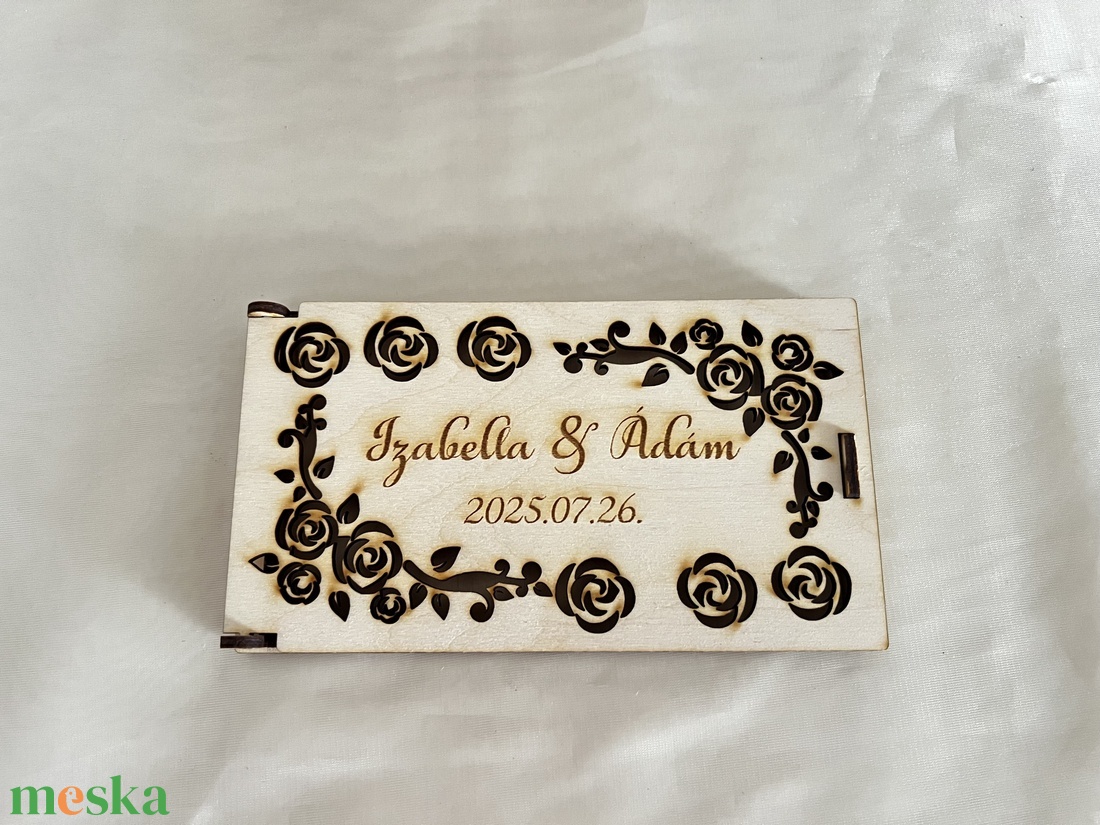 Izabella & Ádám
2025.07.26.
meska